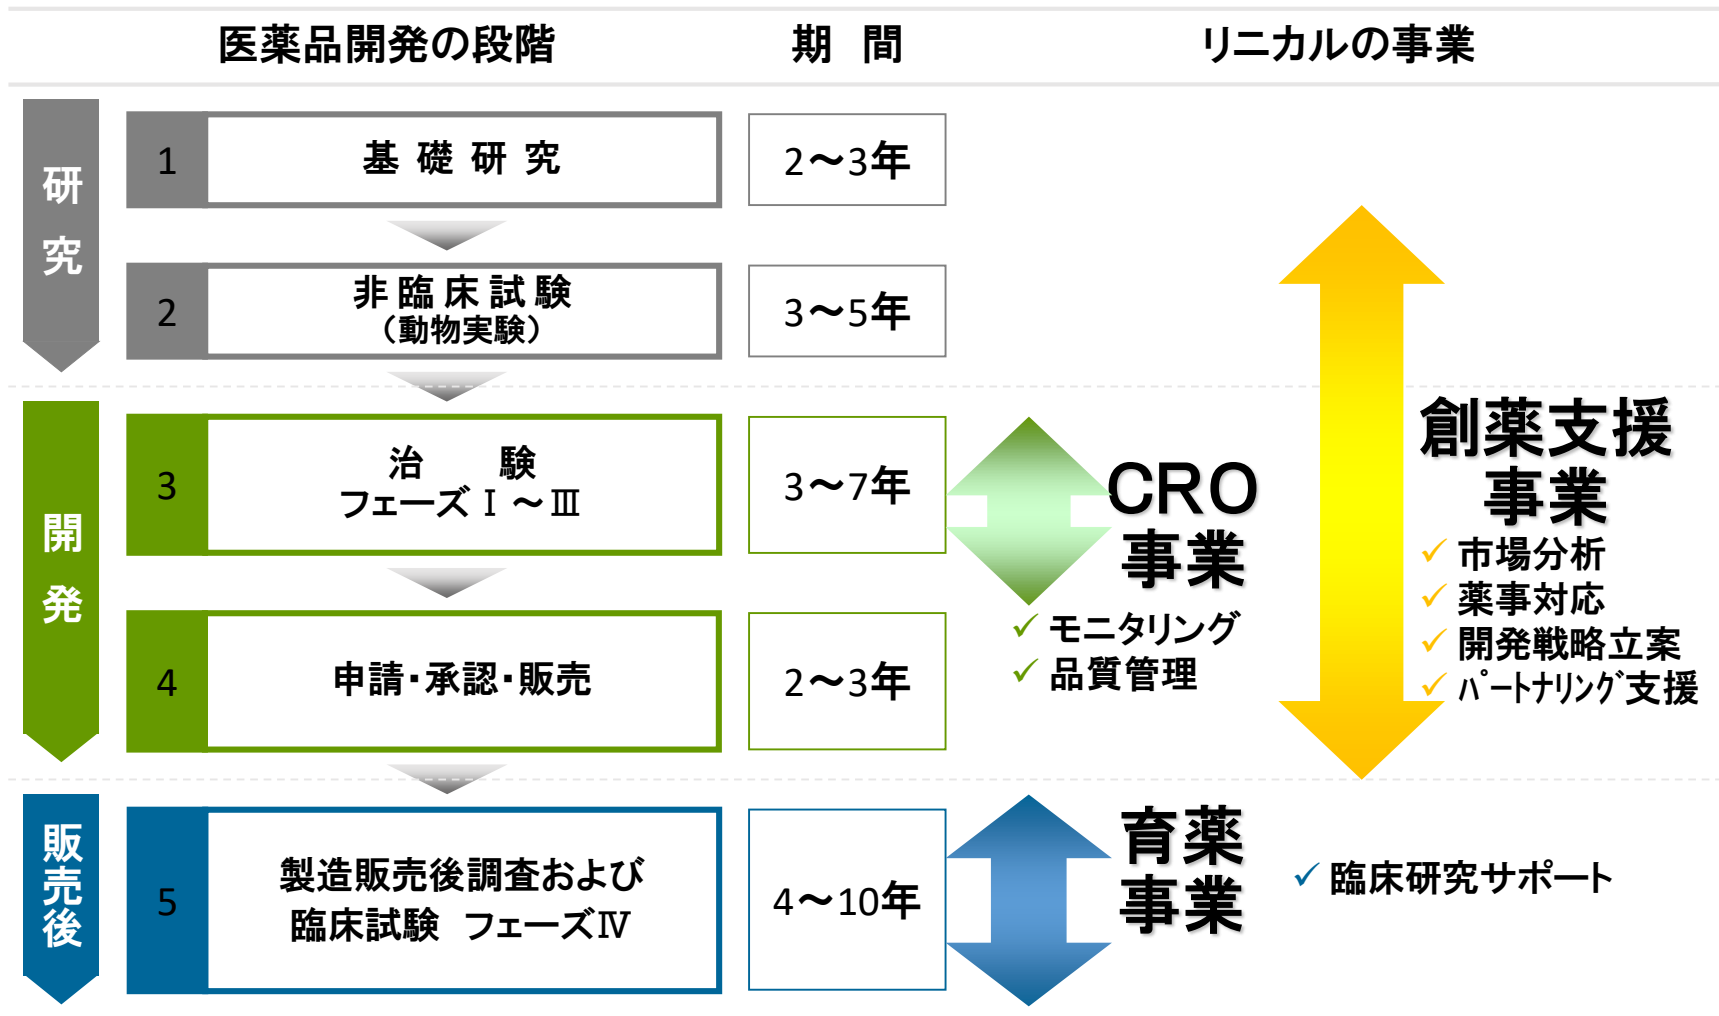 医薬品開発の段階
期 間
リニカルの事業
研究
1
基 礎 研 究
2～3年
2
非 臨 床 試 験
（動物実験）
3～5年
開発
3
治 験
フェーズⅠ～Ⅲ
3～7年
CRO
事業
✓ モニタリング
✓ 品質管理
創薬支援
事業
✓ 市場分析
✓ 薬事対応
✓ 開発戦略立案
✓ ﾊﾟｰﾄﾅﾘﾝｸﾞ支援
4
申請・承認・販売
2～3年
販売後
5
製造販売後調査および
臨床試験 フェーズⅣ
4～10年
育薬
事業
✓ 臨床研究サポート